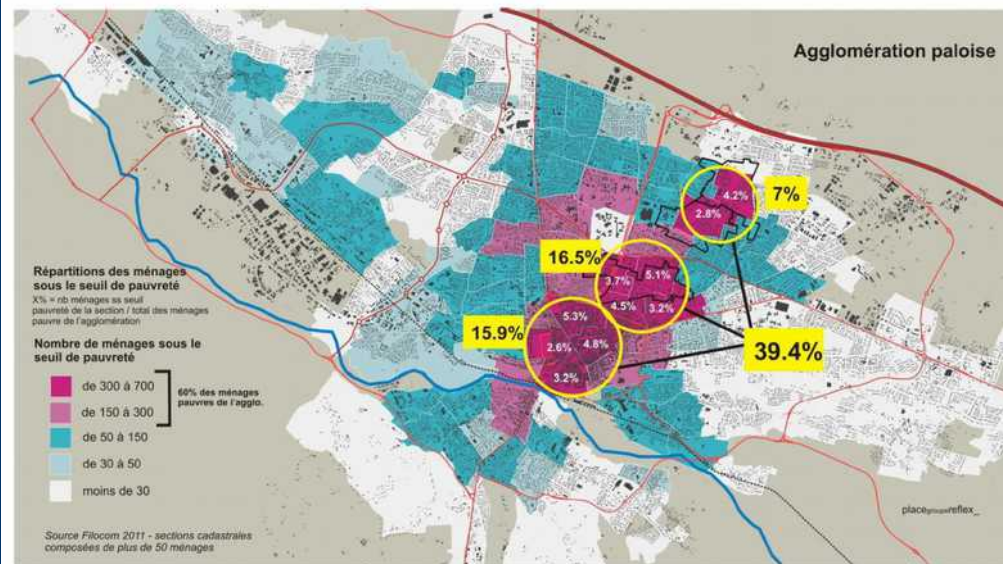 Agglomération paloise
7%
4.2%
2.8%
16.5%
3.7%
5.1%
4.5%
3.2%
15.9%
5.3%
2.6%
4.8%
3.2%
39.4%
Répartitions des ménages
sous le seuil de pauvreté
X% = nb ménages ss seuil
pauvreté de la section / total des ménages
pauvre de l'agglomération
Nombre de ménages sous le
seuil de pauvreté
de 300 à 700
de 150 à 300
60% des ménages
pauvres de l'agglo.
de 50 à 150
de 30 à 50
moins de 30
Source Filocom 2011 - sections cadastrales
composées de plus de 50 ménages
placegroupereflex_